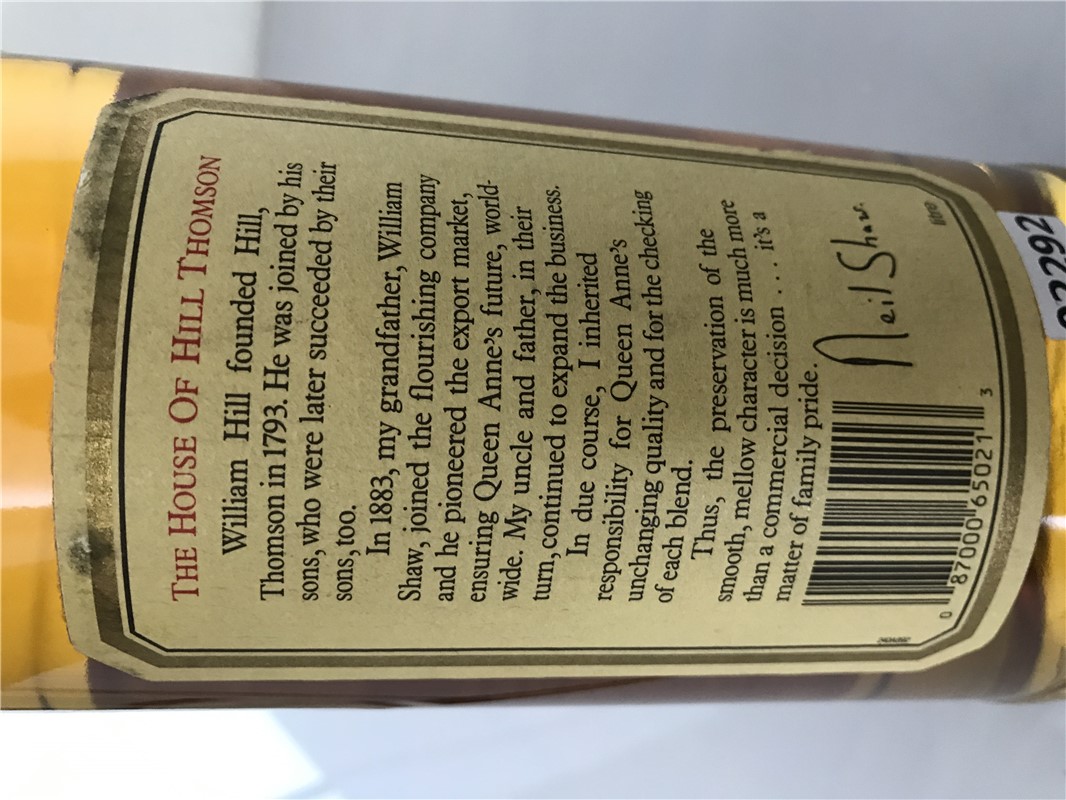 THE HOUSE OF HILL THOMSON
William Hill founded Hill,
Thomson in 1793. He was joined by his
sons, who were later succeeded by their
sons, too.
In 1883, my grandfather, William
Shaw, joined the flourishing company
and he pioneered the export market,
ensuring Queen Anne's future, world-
wide. My uncle and father, in their
turn, continued to expand the business.
In due course, I inherited
responsibility for Queen Anne's
unchanging quality and for the checking
of each blend.
Thus, the preservation of the
smooth, mellow character is much more
than a commercial decision . . . . it's a
matter of family pride.
Neil Shaw.
0 87000 65021 3
litre